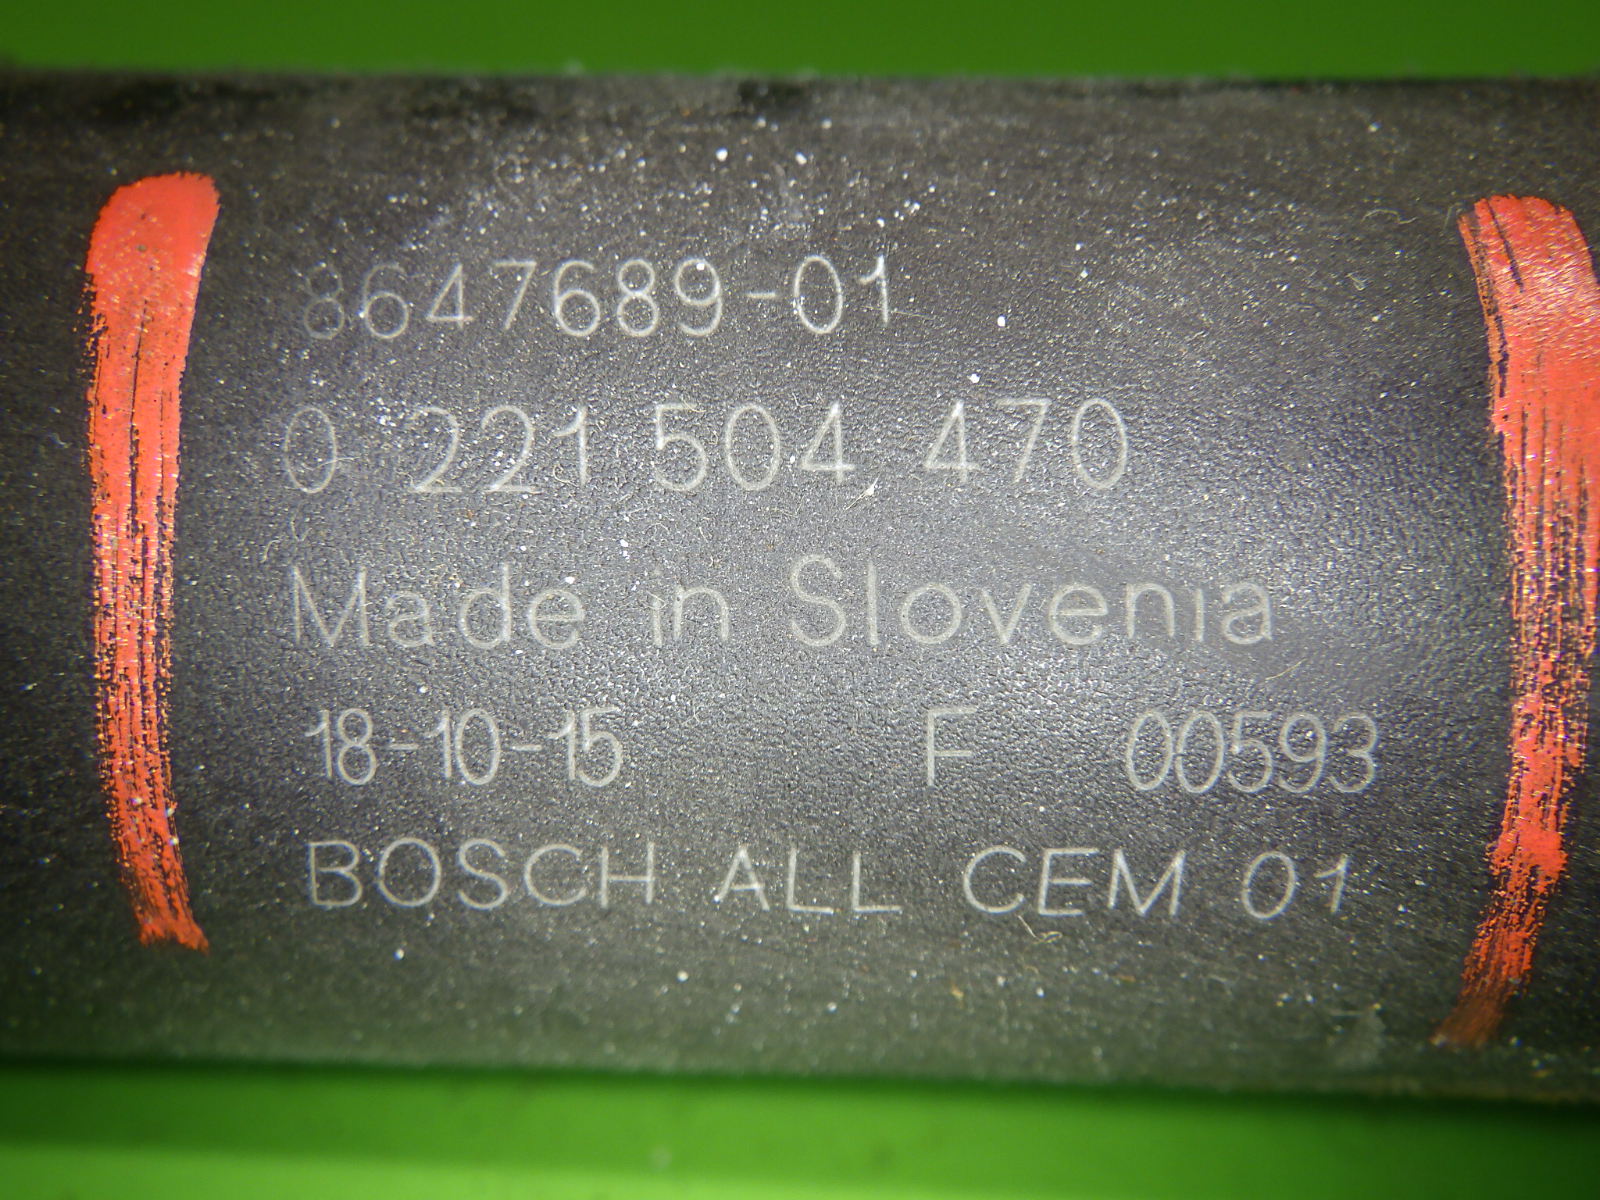 8647689-01
0 221 504 470
Made in Slovenia
18-10-15 F 00593
BOSCH ALL CEM 01